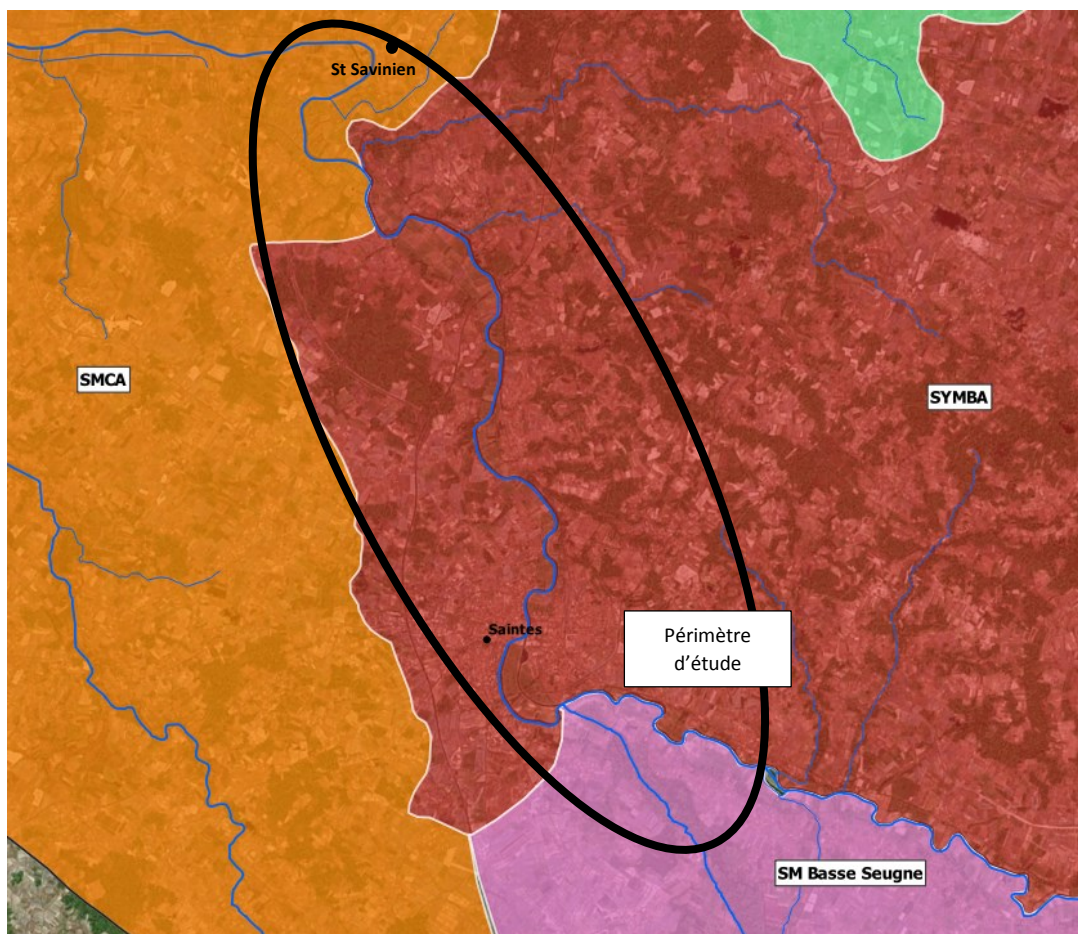 St Savinien
SMCA
SYMBA
Saintes
Périmètre
d’étude
SM Basse Seugne